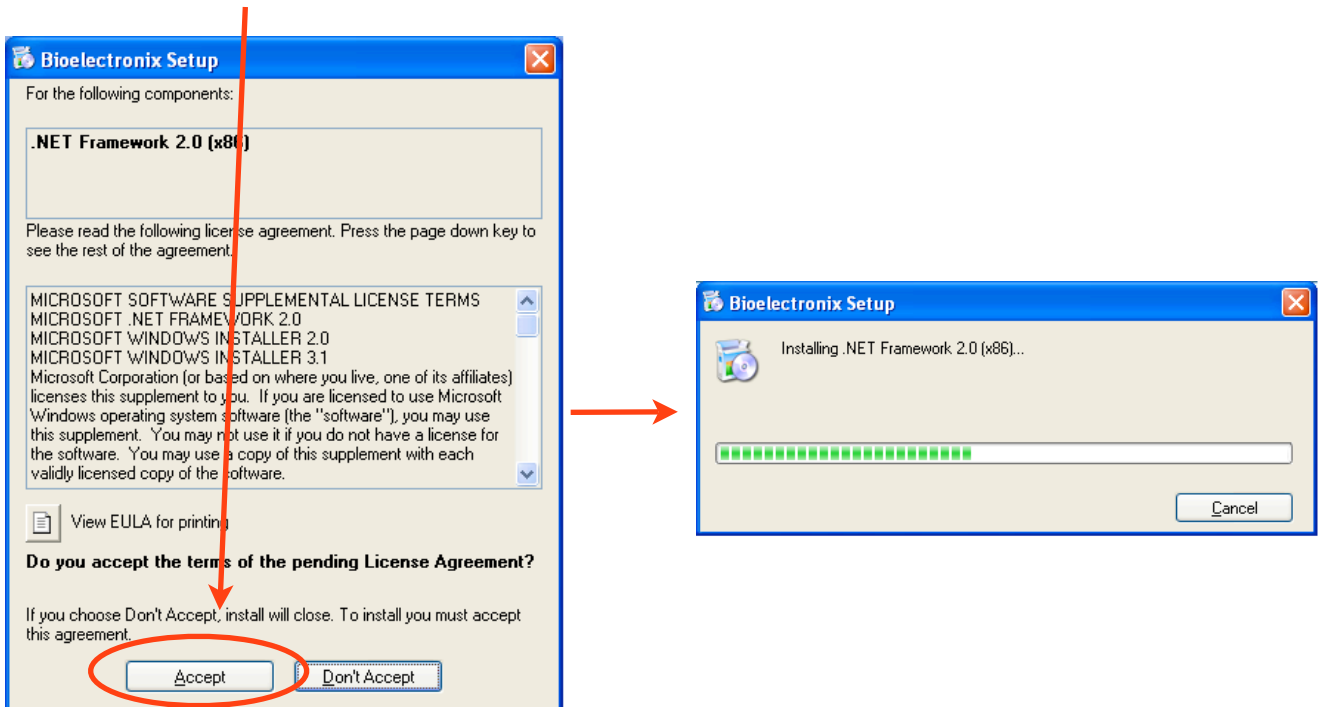 Bioelectronix Setup
For the following components:
.NET Framework 2.0 (x86)
Please read the following license agreement. Press the page down key to
see the rest of the agreement.
MICROSOFT SOFTWARE SUPPLEMENTAL LICENSE TERMS
MICROSOFT .NET FRAMEWORK 2.0
MICROSOFT WINDOWS INSTALLER 2.0
MICROSOFT WINDOWS INSTALLER 3.1
Microsoft Corporation (or based on where you live, one of its affiliates)
licenses this supplement to you.  If you are licensed to use Microsoft
Windows operating system software (the "software"), you may use
this supplement.  You may not use it if you do not have a license for
the software.  You may use a copy of this supplement with each
validly licensed copy of the software.
View EULA for printing
Do you accept the terms of the pending License Agreement?
If you choose Don't Accept, install will close. To install you must accept
this agreement.
Accept
Don't Accept
Bioelectronix Setup
Installing .NET Framework 2.0 (x86)...
Cancel